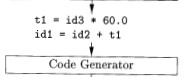 t1 = id3 * 60.0
id1 = id2 + t1
Code Generator